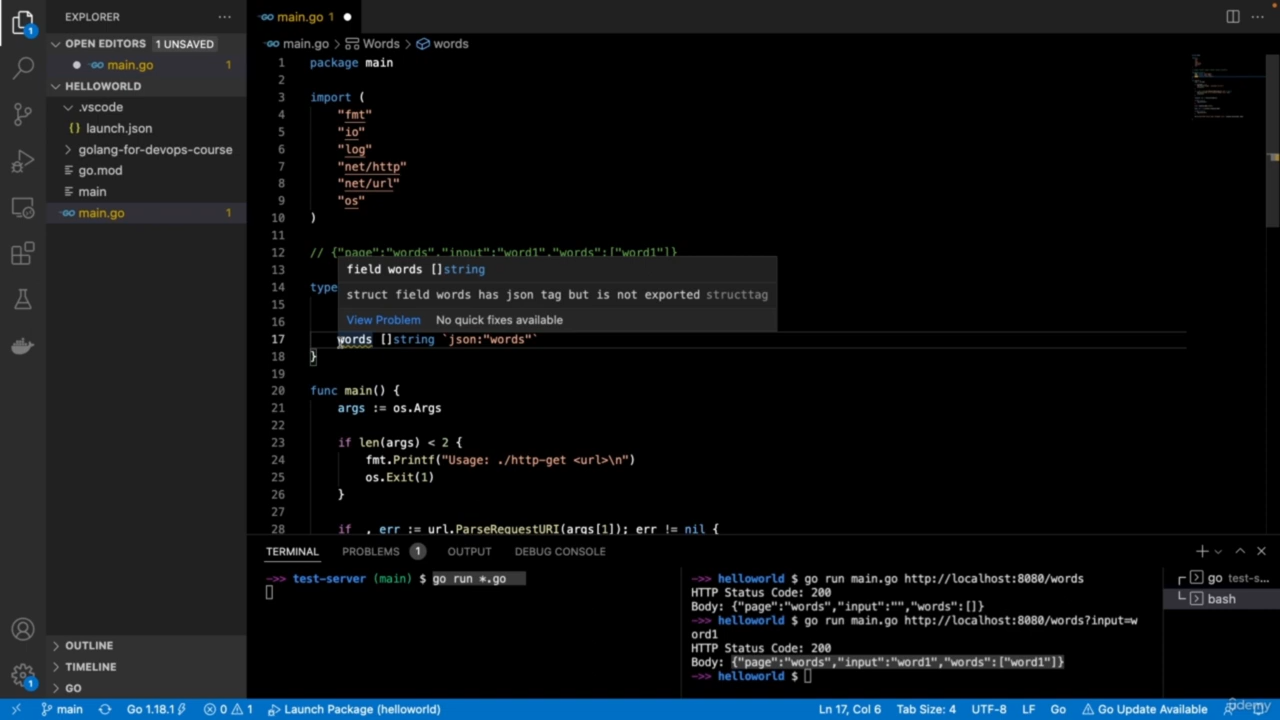 EXPLORER
OPEN EDITORS 1 UNSAVED
main.go 1
HELLOWORLD
.vscode
{} launch.json
golang-for-devops-course
go.mod
main
main.go 1
OUTLINE
TIMELINE
GO
main.go 1
main.go > Words > words
1 package main
2
3 import (
4 "fmt"
5 "io"
6 "log"
7 "net/http"
8 "net/url"
9 "os"
10 )
11
12 // {"page":"words","input":"word1","words":["word1"]}
13
field words []string
struct field words has json tag but is not exported structtag
View Problem No quick fixes available
14 type
15
16
17 words []string `json:"words"`
18 }
19
20 func main() {
21 args := os.Args
22
23 if len(args) < 2 {
24 fmt.Printf("Usage: ./http-get <url>\n")
25 os.Exit(1)
26 }
27
28 if _, err := url.ParseRequestURI(args[1]); err != nil {
TERMINAL PROBLEMS 1 OUTPUT DEBUG CONSOLE
->> test-server (main) $ go run *.go
->> helloworld $ go run main.go http://localhost:8080/words
HTTP Status Code: 200
Body: {"page":"words","input":"","words":[]}
->> helloworld $ go run main.go http://localhost:8080/words?input=w
ord1
HTTP Status Code: 200
Body: {"page":"words","input":"word1","words":["word1"]}
->> helloworld $
go test-s...
bash
1
1
main Go 1.18.1 0 1 Launch Package (helloworld) Ln 17, Col 6 Tab Size: 4 UTF-8 LF Go Go Update Available
udemy